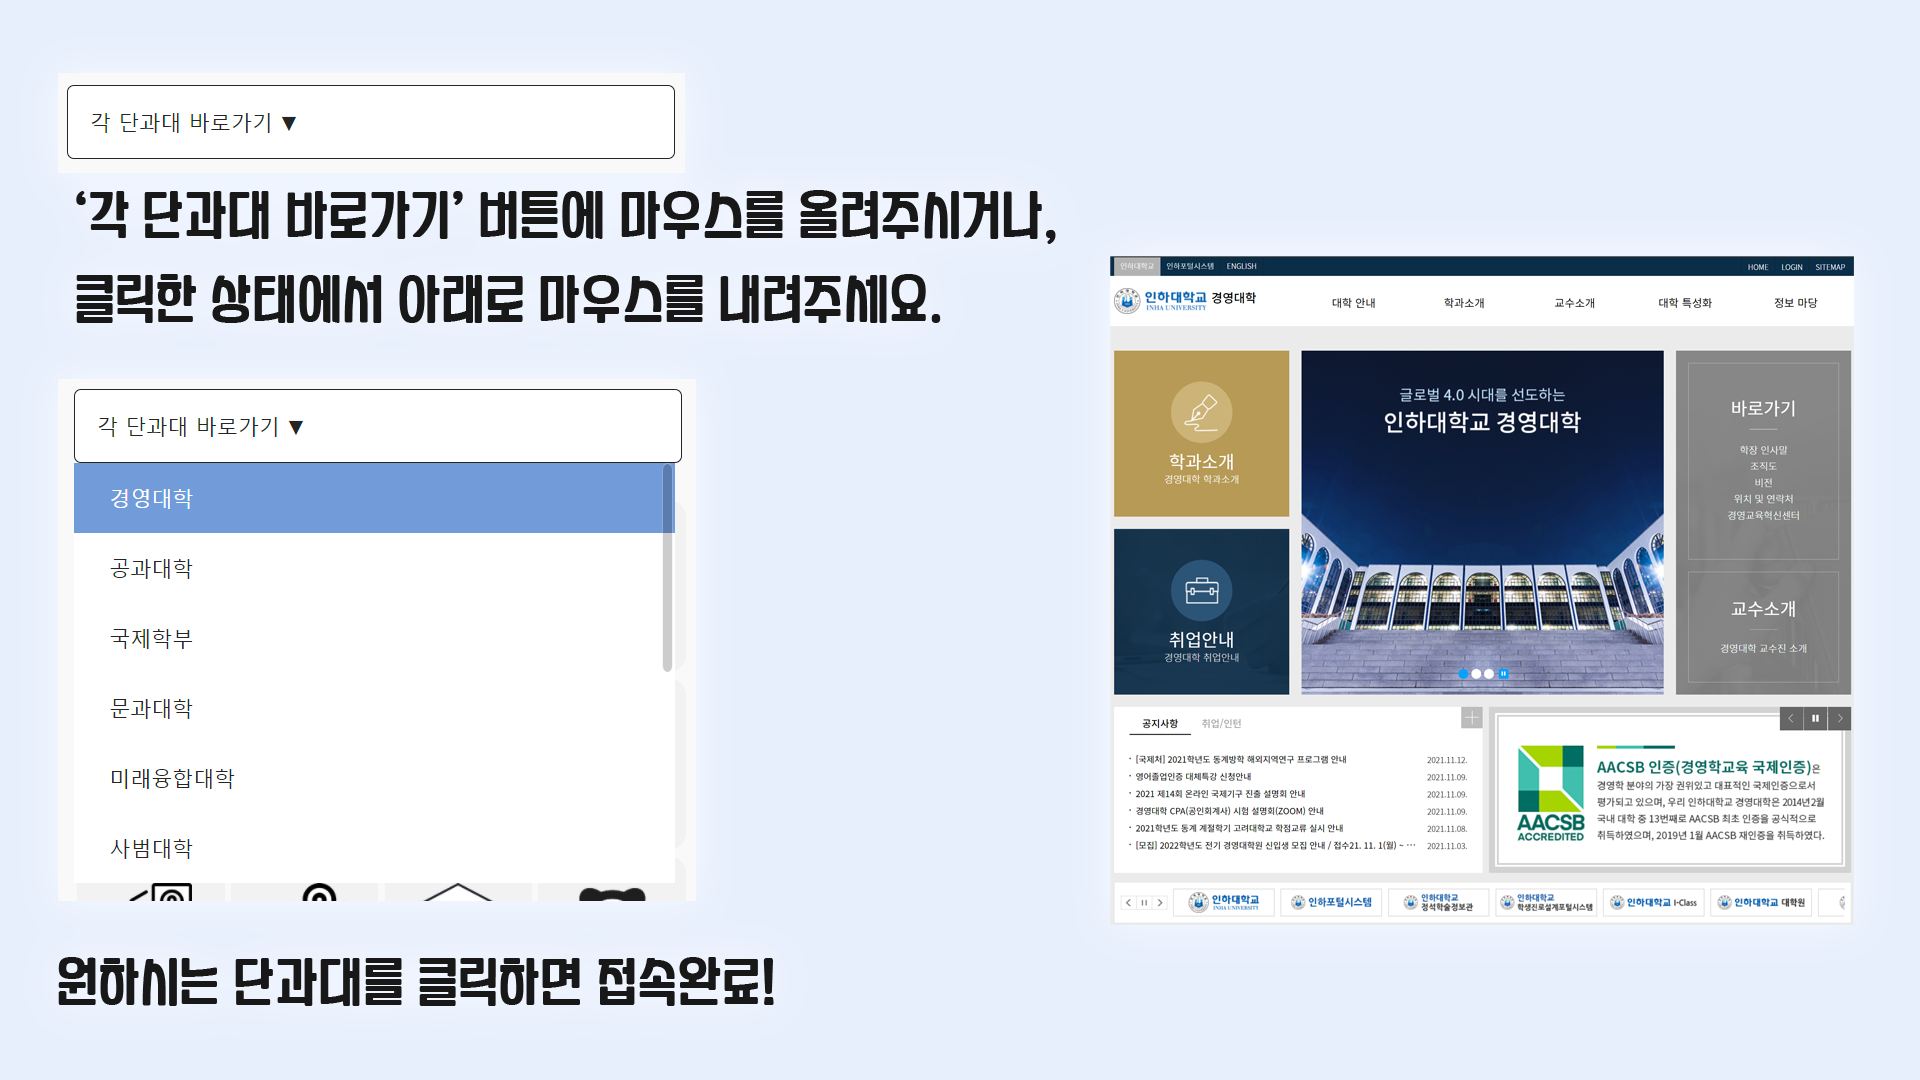 각 단과대 바로가기 ▼
‘각 단과대 바로가기’ 버튼에 마우스를 올려주시거나,
클릭한 상태에서 아래로 마우스를 내려주세요.
각 단과대 바로가기 ▼
경영대학
공과대학
국제학부
문과대학
미래융합대학
사범대학
원하시는 단과대를 클릭하면 접속완료!
인하대학교 인하포털시스템 ENGLISH
HOME LOGIN SITEMAP
인하대학교 경영대학
INHA UNIVERSITY
대학 안내 학과소개 교수소개 대학 특성화 정보 마당
학과소개
경영대학 학과소개
취업안내
경영대학 취업안내
글로벌 4.0 시대를 선도하는
인하대학교 경영대학
바로가기
학장 인사말
조직도
비전
위치 및 연락처
경영교육혁신센터
교수소개
경영대학 교수진 소개
공지사항 취업/인턴
· [국제처] 2021학년도 동계방학 해외지역연구 프로그램 안내 2021.11.12.
· 영어졸업인증 대체특강 신청안내 2021.11.09.
· 2021 제14회 온라인 국제기구 진출 설명회 안내 2021.11.09.
· 경영대학 CPA(공인회계사) 시험 설명회(ZOOM) 안내 2021.11.09.
· 2021학년도 동계 계절학기 고려대학교 학점교류 실시 안내 2021.11.08.
· [모집] 2022학년도 전기 경영대학원 신입생 모집 안내 / 접수21. 11. 1(월) ~ ··· 2021.11.03.
AACSB
ACCREDITED
AACSB 인증(경영학교육 국제인증)은
경영학 분야의 가장 권위있고 대표적인 국제인증으로서
평가되고 있으며, 우리 인하대학교 경영대학은 2014년2월
국내 대학 중 13번째로 AACSB 최초 인증을 공식적으로
취득하였으며, 2019년 1월 AACSB 재인증을 취득하였다.
인하대학교
INHA UNIVERSITY
인하포털시스템
인하대학교
정석학술정보관
인하대학교
학생진로설계포털시스템
인하대학교 I-Class
인하대학교 대학원